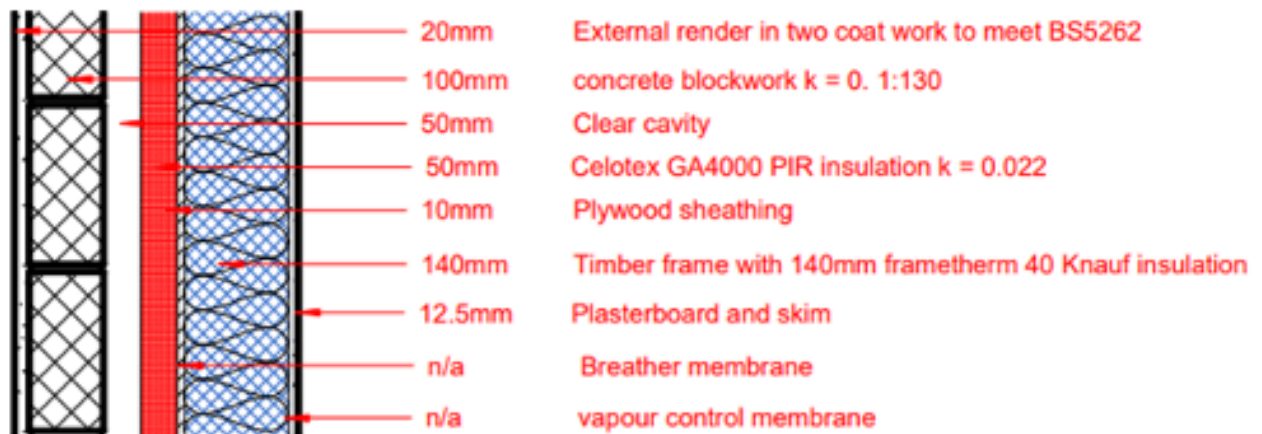 20mm External render in two coat work to meet BS5262
100mm concrete blockwork k = 0. 1:130
50mm Clear cavity
50mm Celotex GA4000 PIR insulation k = 0.022
10mm Plywood sheathing
140mm Timber frame with 140mm frametherm 40 Knauf insulation
12.5mm Plasterboard and skim
n/a Breather membrane
n/a vapour control membrane